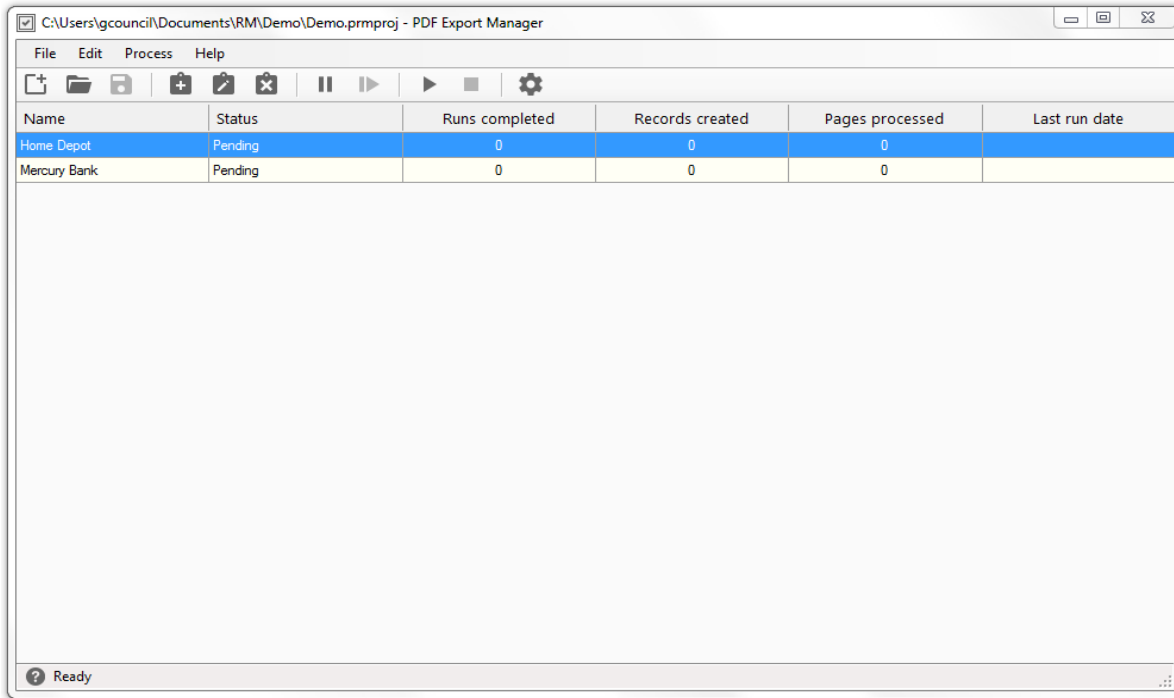 C:\Users\gcouncil\Documents\RM\Demo\Demo.prmproj - PDF Export Manager
File Edit Process Help
Name Status Runs completed Records created Pages processed Last run date
Home Depot Pending 0 0 0
Mercury Bank Pending 0 0 0
Ready